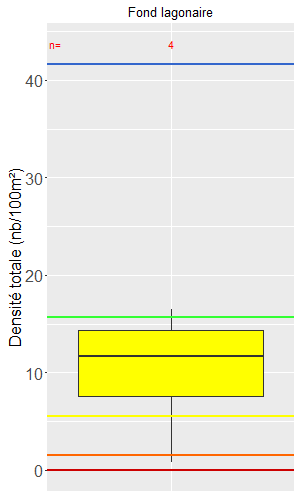 Fond lagonaire
n=
4
40
30
20
10
0
Densité totale (nb/100m²)